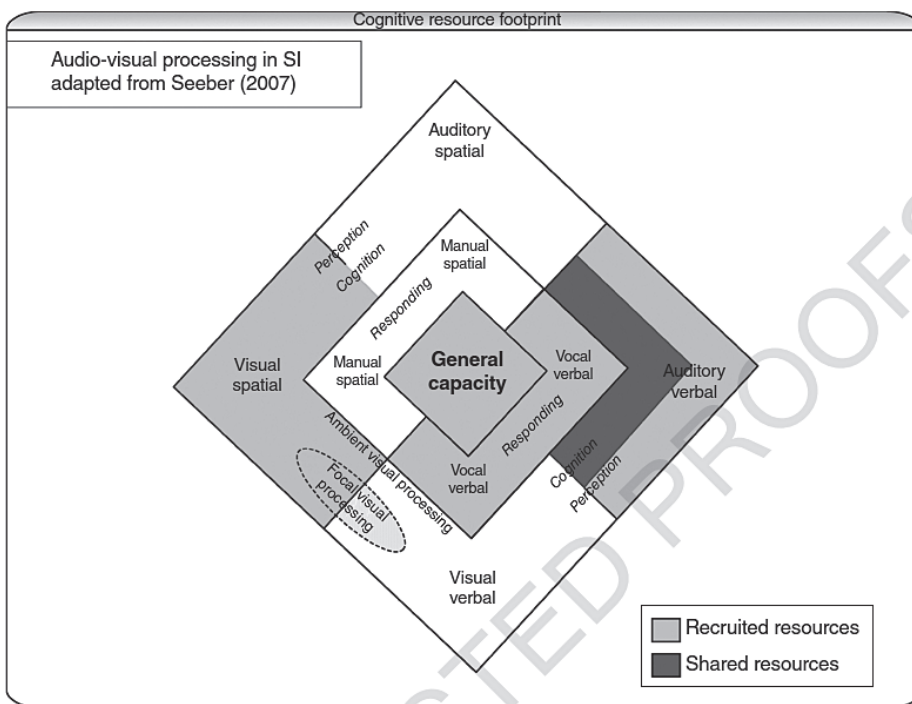 Cognitive resource footprint
Audio-visual processing in SI
adapted from Seeber (2007)
Auditory
spatial
Perception
Cognition
Manual
spatial
Responding
Manual
spatial
General
capacity
Vocal
verbal
Auditory
verbal
Visual
spatial
Responding
Ambient visual processing
Vocal
verbal
Cognition
Perception
Focal visual
processing
Visual
verbal
Recruited resources
Shared resources
STED PROOFS